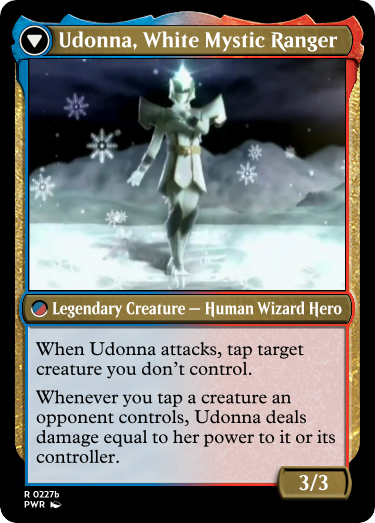 Udonna, White Mystic Ranger
Legendary Creature — Human Wizard Hero
When Udonna attacks, tap target
creature you don't control.
Whenever you tap a creature an
opponent controls, Udonna deals
damage equal to her power to it or its
controller.
3/3
R 0227b
PWR